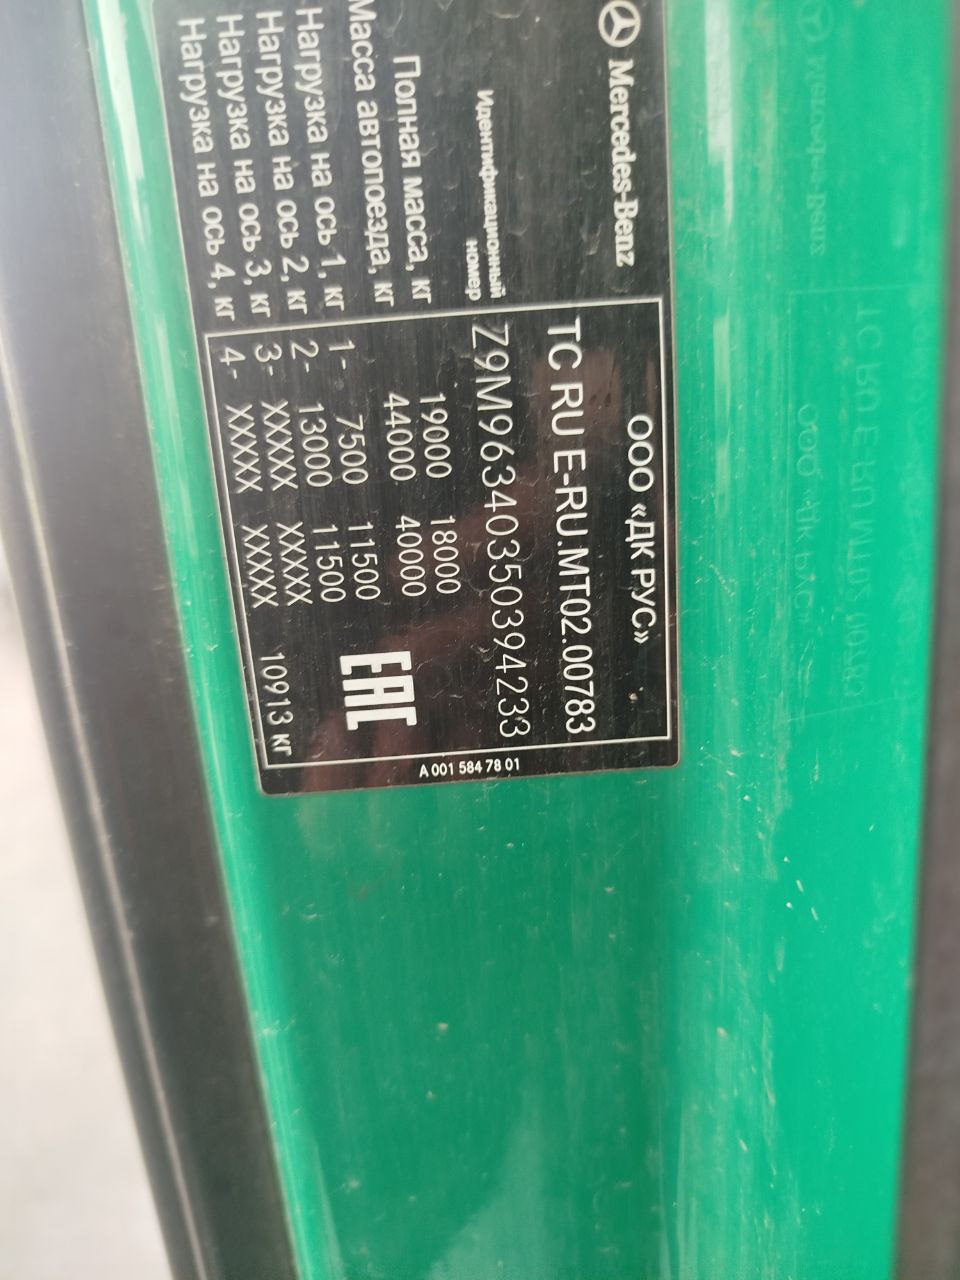 Mercedes-Benz
ООО «ДК РУС»
ТС RU E-RU.MT02.00783
Идентификационный номер Z9M96340350394233
Полная масса, кг 19000 18000
Масса автопоезда, кг 44000 40000
Нагрузка на ось 1, кг 1- 7500 11500
Нагрузка на ось 2, кг 2- 13000 11500
Нагрузка на ось 3, кг 3- XXXXX XXXXX
Нагрузка на ось 4, кг 4- XXXXX XXXXX
EAC
10913 кг
A 001 584 78 01